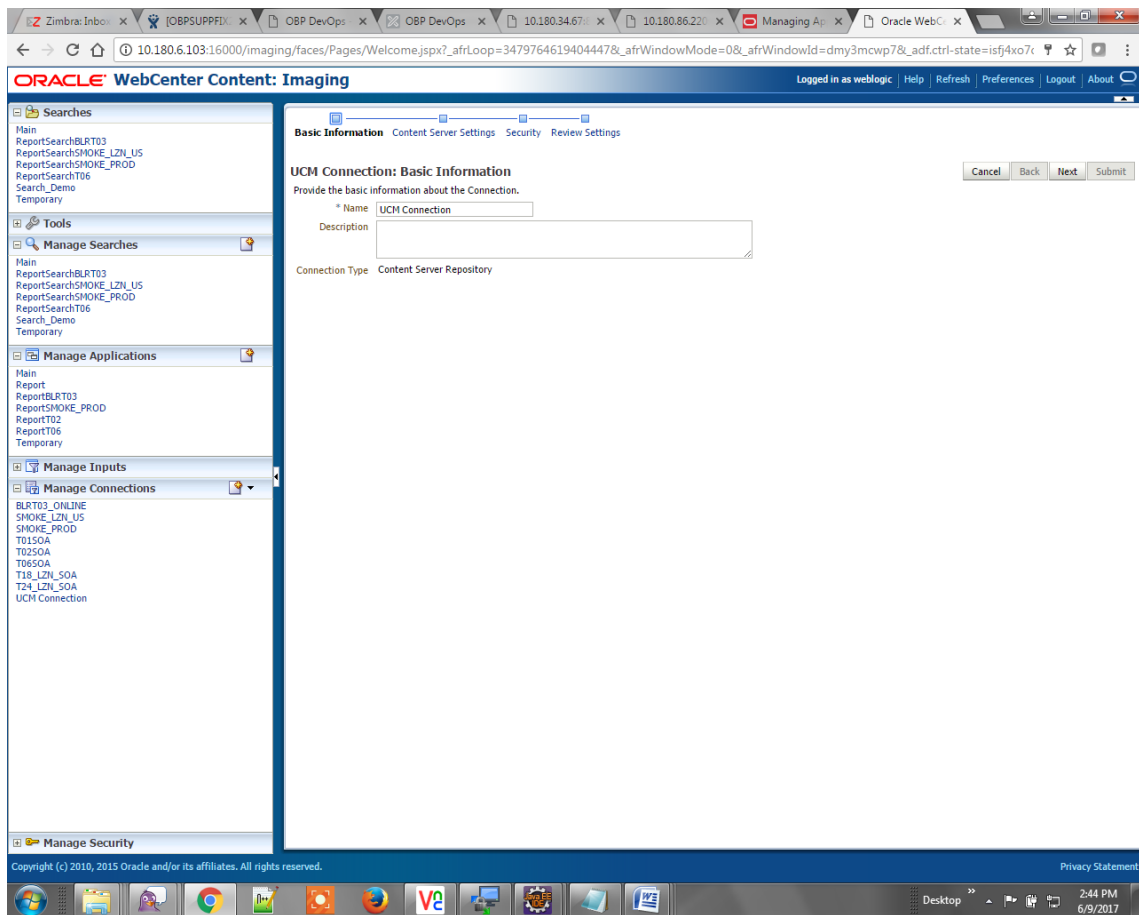 Zimbra: Inbo
[OBPSUPPFIX
OBP DevOps
OBP DevOps
10.180.34.67:
10.180.86.220
Managing Ap
Oracle WebCe
10.180.6.103:16000/imaging/faces/Pages/Welcome.jspx?_afrLoop=3479764619404447&_afrWindowMode=0&_afrWindowId=dmy3mcwp7&_adf.ctrl-state=isfj4xo7c
ORACLE WebCenter Content: Imaging
Logged in as weblogic Help Refresh Preferences Logout About
Searches
Main
ReportSearchBLRT03
ReportSearchSMOKE_LZN_US
ReportSearchSMOKE_PROD
ReportSearchT06
Search_Demo
Temporary
Tools
Manage Searches
Main
ReportSearchBLRT03
ReportSearchSMOKE_LZN_US
ReportSearchSMOKE_PROD
ReportSearchT06
Search_Demo
Temporary
Manage Applications
Main
Report
ReportBLRT03
ReportSMOKE_PROD
ReportT02
ReportT06
Temporary
Manage Inputs
Manage Connections
BLRT03_ONLINE
SMOKE_LZN_US
SMOKE_PROD
T01SOA
T02SOA
T06SOA
T18_LZN_SOA
T24_LZN_SOA
UCM Connection
Manage Security
Basic Information Content Server Settings Security Review Settings
UCM Connection: Basic Information
Cancel Back Next Submit
Provide the basic information about the Connection.
* Name UCM Connection
Description
Connection Type Content Server Repository
Copyright (c) 2010, 2015 Oracle and/or its affiliates. All rights reserved.
Privacy Statement
Desktop
2:44 PM
6/9/2017